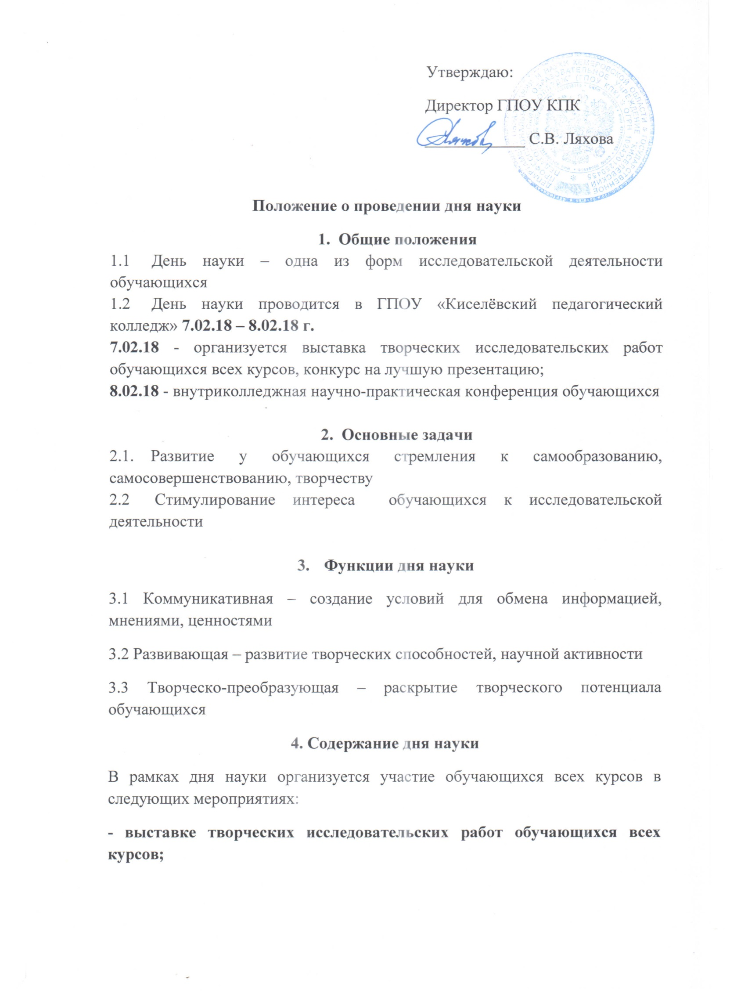 Утверждаю:
Директор ГПОУ КПК
С.В. Ляхова
Положение о проведении дня науки
1. Общие положения
1.1 День науки – одна из форм исследовательской деятельности
обучающихся
1.2 День науки проводится в ГПОУ «Киселёвский педагогический
колледж» 7.02.18 – 8.02.18 г.
7.02.18 - организуется выставка творческих исследовательских работ
обучающихся всех курсов, конкурс на лучшую презентацию;
8.02.18 - внутриколледжная научно-практическая конференция обучающихся
2. Основные задачи
2.1. Развитие у обучающихся стремления к самообразованию,
самосовершенствованию, творчеству
2.2 Стимулирование интереса обучающихся к исследовательской
деятельности
3. Функции дня науки
3.1 Коммуникативная – создание условий для обмена информацией,
мнениями, ценностями
3.2 Развивающая – развитие творческих способностей, научной активности
3.3 Творческо-преобразующая – раскрытие творческого потенциала
обучающихся
4. Содержание дня науки
В рамках дня науки организуется участие обучающихся всех курсов в
следующих мероприятиях:
- выставке творческих исследовательских работ обучающихся всех
курсов;